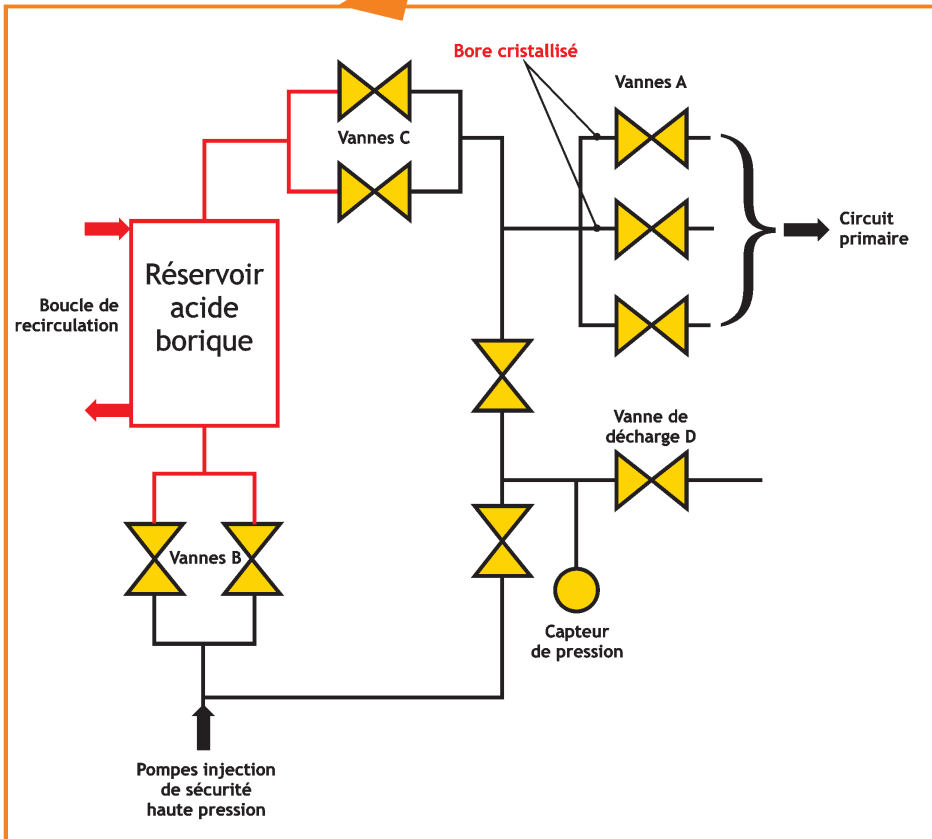 Bore cristallisé
Vannes A
Vannes C
Circuit
primaire
Réservoir
acide
borique
Boucle de
recirculation
Vanne de
décharge D
Vannes B
Capteur
de pression
Pompes injection
de sécurité
haute pression